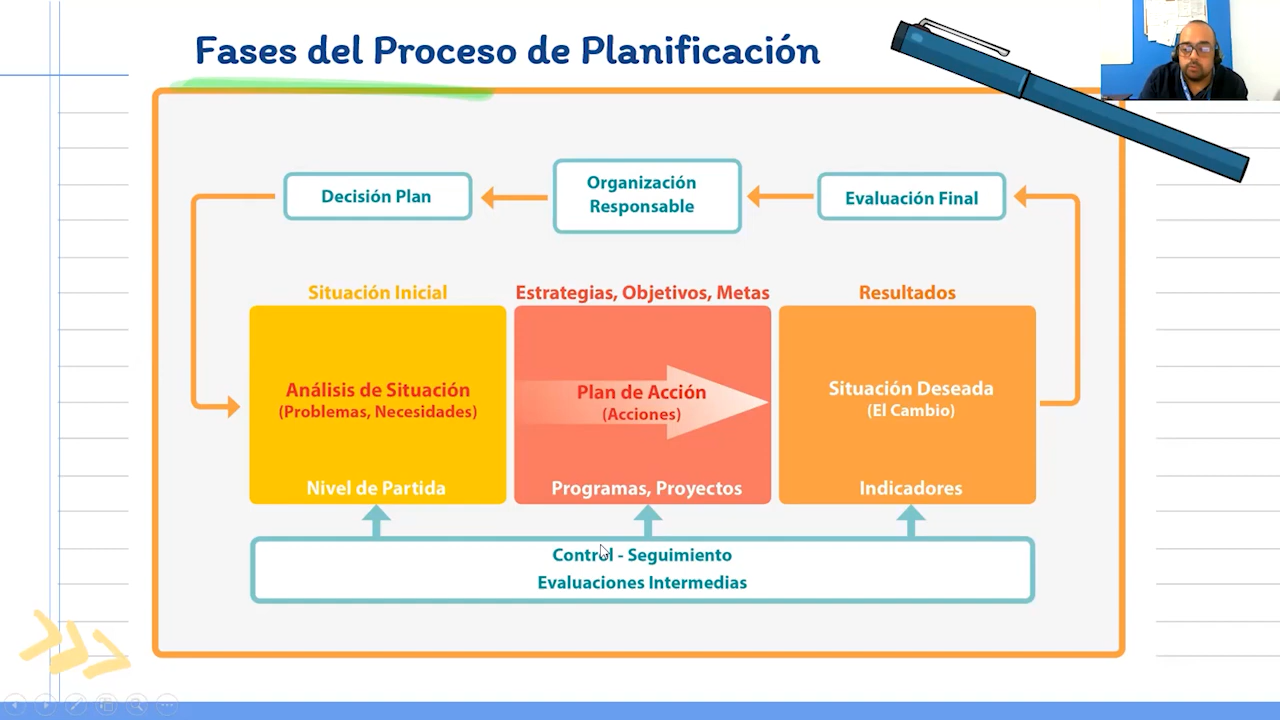 Fases del Proceso de Planificación
Decisión Plan
Organización
Responsable
Evaluación Final
Situación Inicial
Estrategias, Objetivos, Metas
Resultados
Análisis de Situación
(Problemas, Necesidades)
Plan de Acción
(Acciones)
Situación Deseada
(El Cambio)
Nivel de Partida
Programas, Proyectos
Indicadores
Control - Seguimiento
Evaluaciones Intermedias